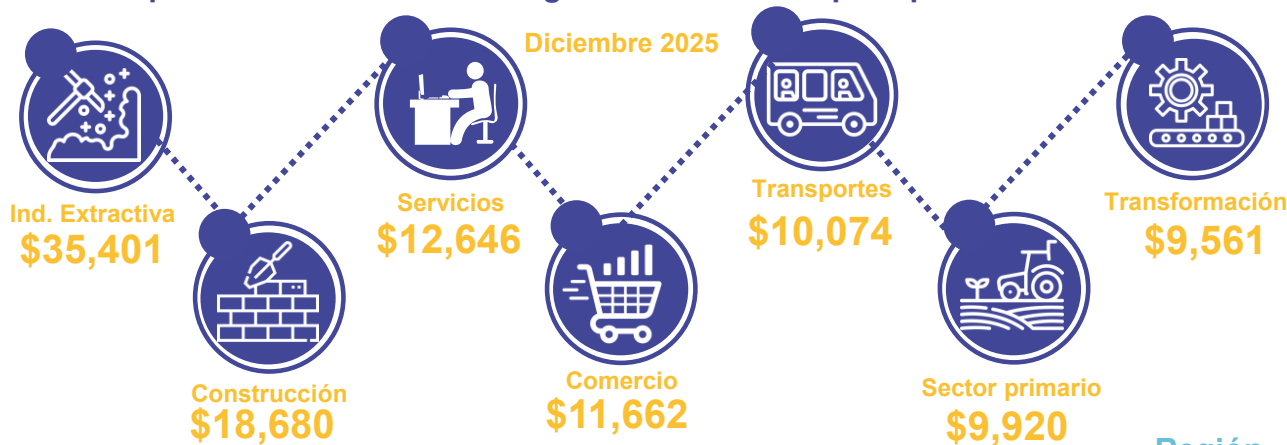 Diciembre 2025
Ind. Extractiva
$35,401
Construcción
$18,680
Servicios
$12,646
Comercio
$11,662
Transportes
$10,074
Sector primario
$9,920
Transformación
$9,561
Región